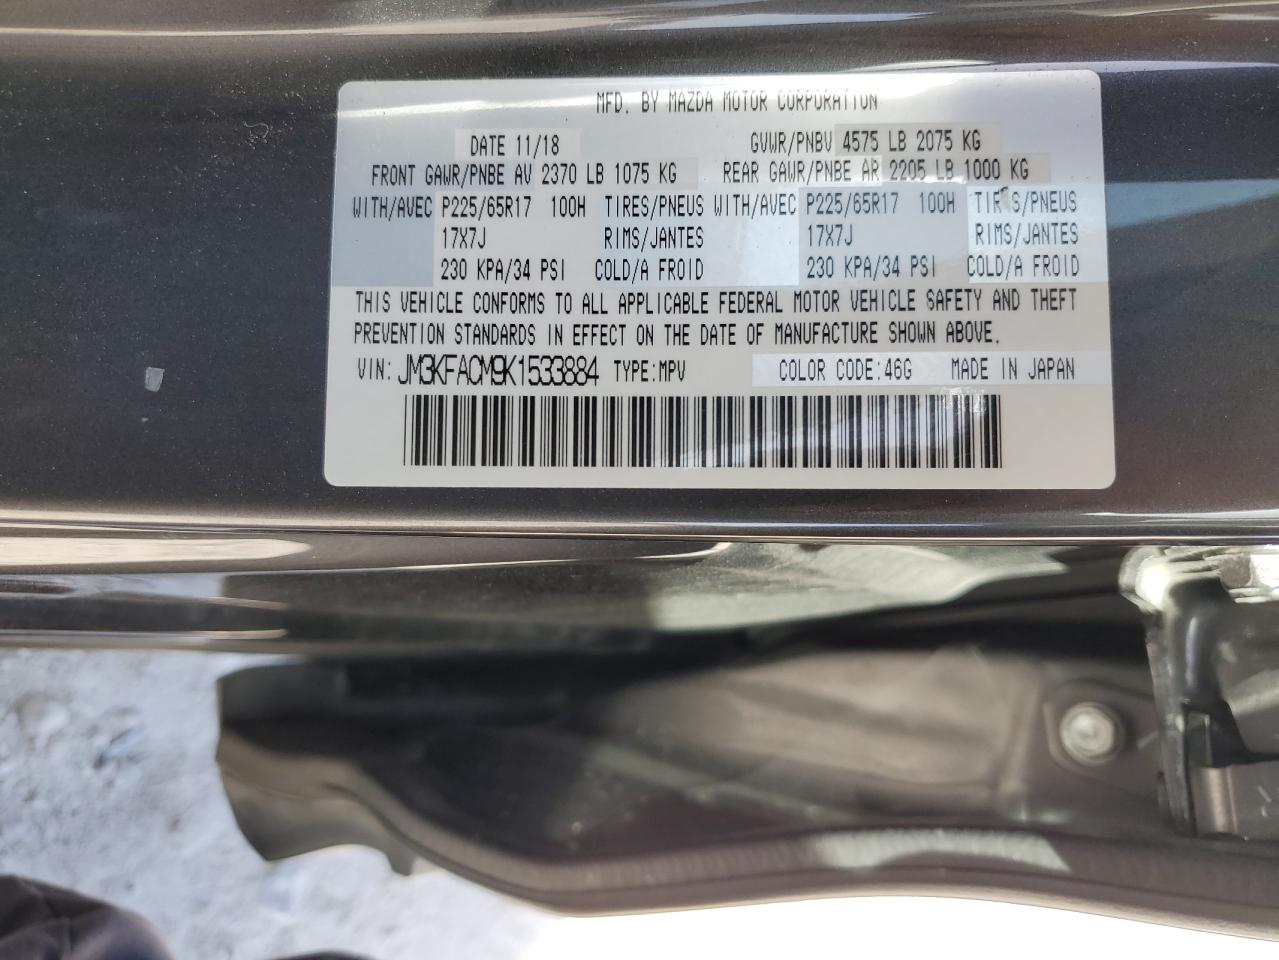 MFD. BY MAZDA MOTOR CORPORATION
DATE 11/18 GVWR/PNBV 4575 LB 2075 KG
FRONT GAWR/PNBE AV 2370 LB 1075 KG REAR GAWR/PNBE AR 2205 LB 1000 KG
WITH/AVEC P225/65R17 100H TIRES/PNEUS WITH/AVEC P225/65R17 100H TIR S/PNEUS
17X7J RIMS/JANTES 17X7J RIMS/JANTES
230 KPA/34 PSI COLD/A FROID 230 KPA/34 PSI COLD/A FROID
THIS VEHICLE CONFORMS TO ALL APPLICABLE FEDERAL MOTOR VEHICLE SAFETY AND THEFT
PREVENTION STANDARDS IN EFFECT ON THE DATE OF MANUFACTURE SHOWN ABOVE.
VIN: JM3KFACM9K1533884 TYPE:MPV COLOR CODE:46G MADE IN JAPAN